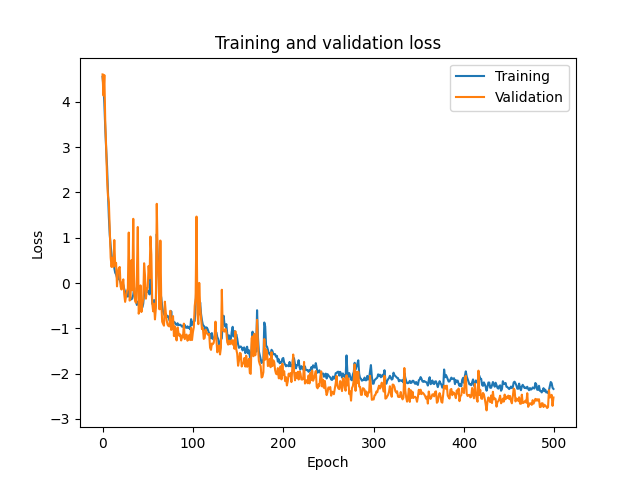 Training and validation loss
Training
Validation
4
3
2
1
0
−1
−2
−3
Loss
0
100
200
300
400
500
Epoch